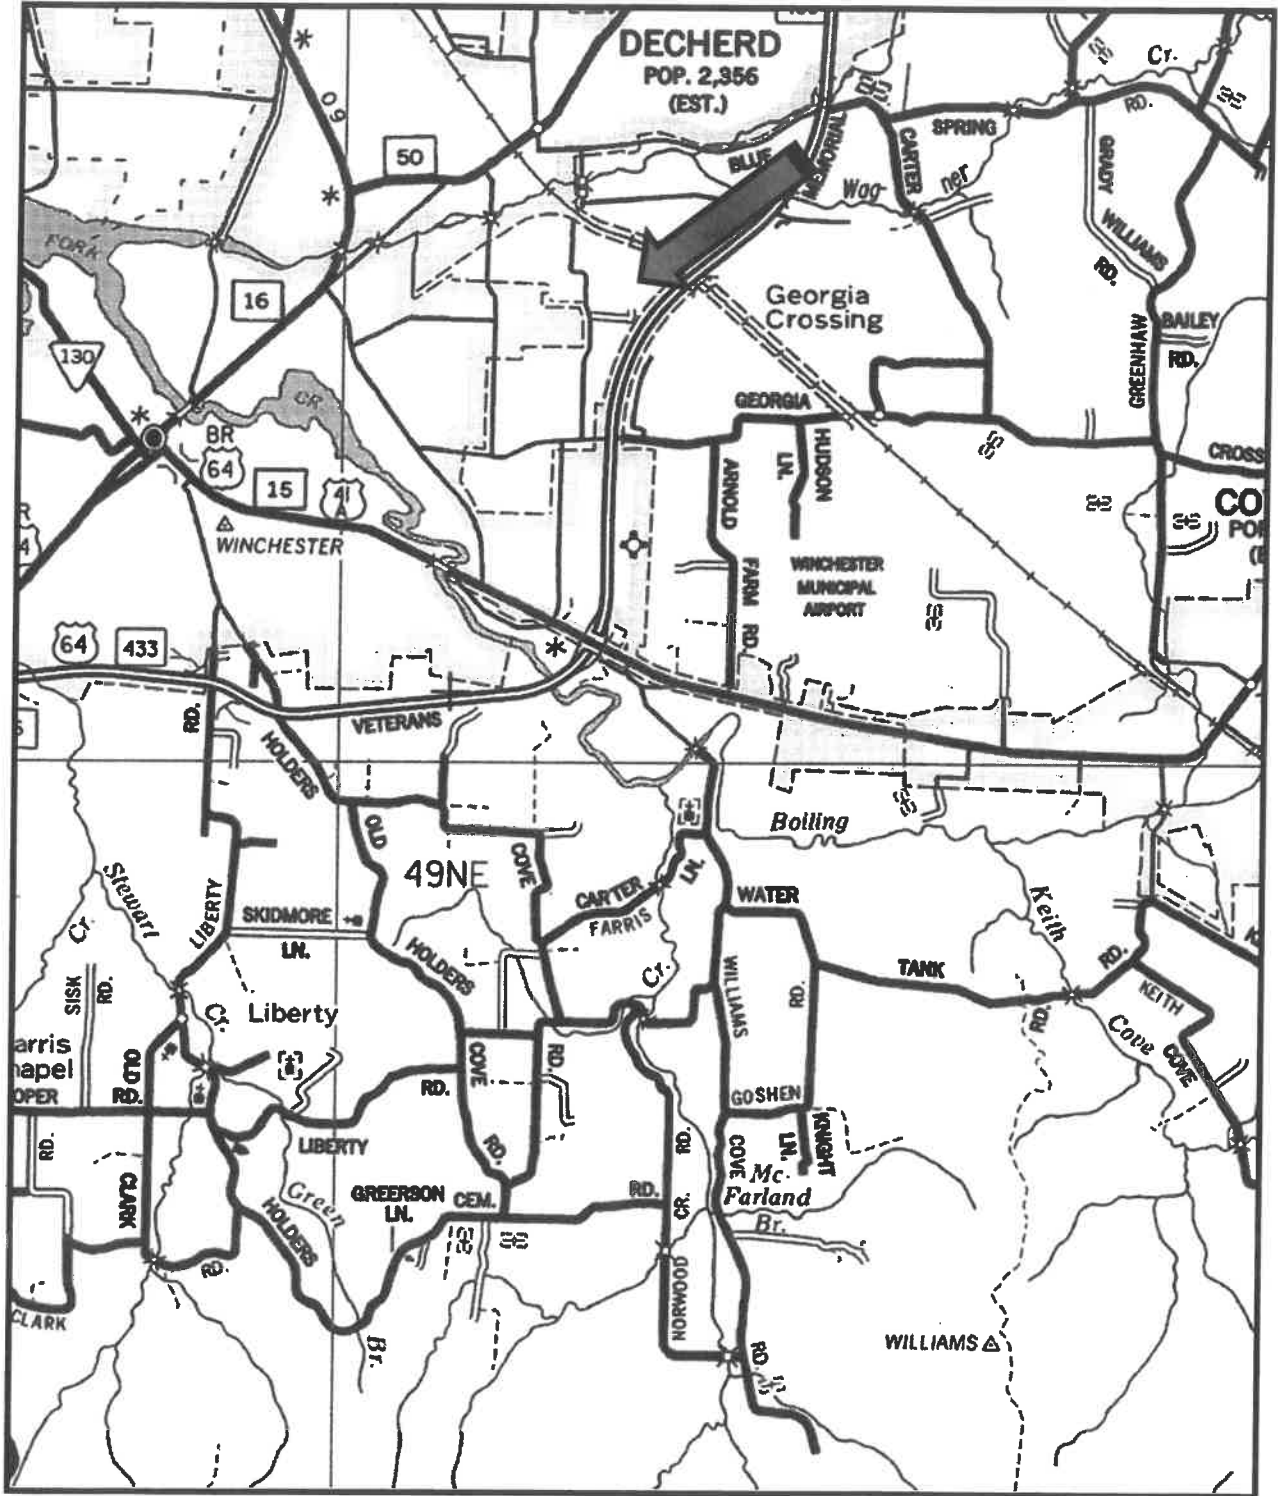 DECHERD
POP. 2,356
(EST.)
Cr.
RD.
SPRING
60
50
BLUE
MEMORIAL
CARTER
Wag-
ner
GRADY
WILLIAMS
RD.
FORK
16
Georgia
Crossing
BAILEY
RD.
GREENHAW
130
CR
GEORGIA
BR
64
HUDSON
LN.
ARNOLD
CROSS
15
41
A
WINCHESTER
CO
FARM
RD.
WINCHESTER
MUNICIPAL
AIRPORT
64
433
RD.
VETERANS
HOLDERS
OLD
Boiling
49NE
COVE
CARTER
LN.
FARRIS
WATER
Stewart
Cr.
LIBERTY
SKIDMORE
LN.
Keith
HOLDERS
Cr.
WILLIAMS
RD.
TANK
RD.
RD.
KEITH
SISK
RD.
Cr.
Liberty
Cove
COVE
arris
hapel
OPER
OLD
RD.
RD.
COVE
RD.
GOSHEN
LIBERTY
RD.
RD.
RD.
COVE
LN.
KNIGHT
CLARK
Green
GREERSON
LN.
CEM.
RD.
CR.
Mc-
Farland
Br.
HOLDERS
RD.
NORWOOD
CLARK
Br.
RD.
WILLIAMS